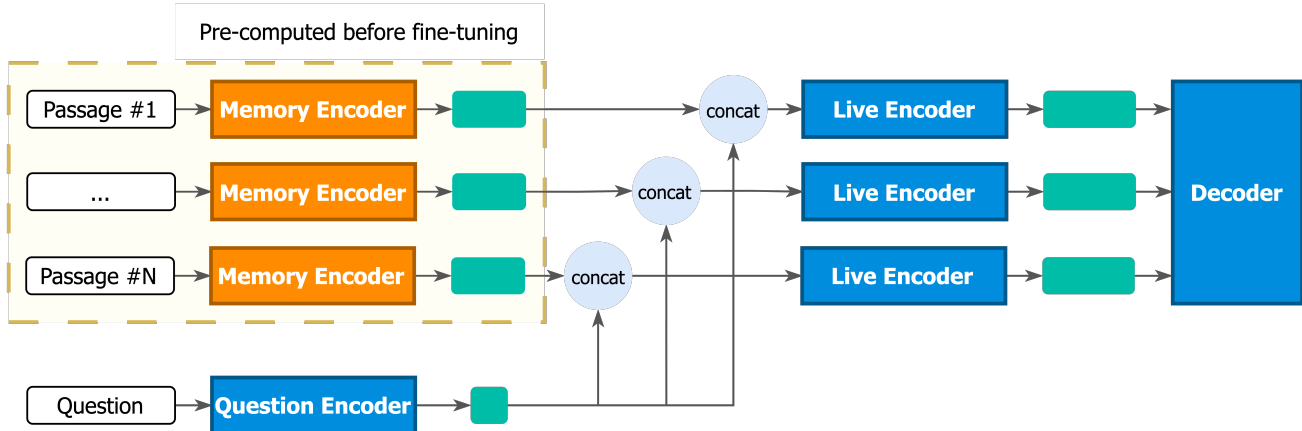 Pre-computed before fine-tuning
Passage #1
Memory Encoder
concat
Live Encoder
...
Memory Encoder
concat
Live Encoder
Decoder
Passage #N
Memory Encoder
concat
Live Encoder
Question
Question Encoder